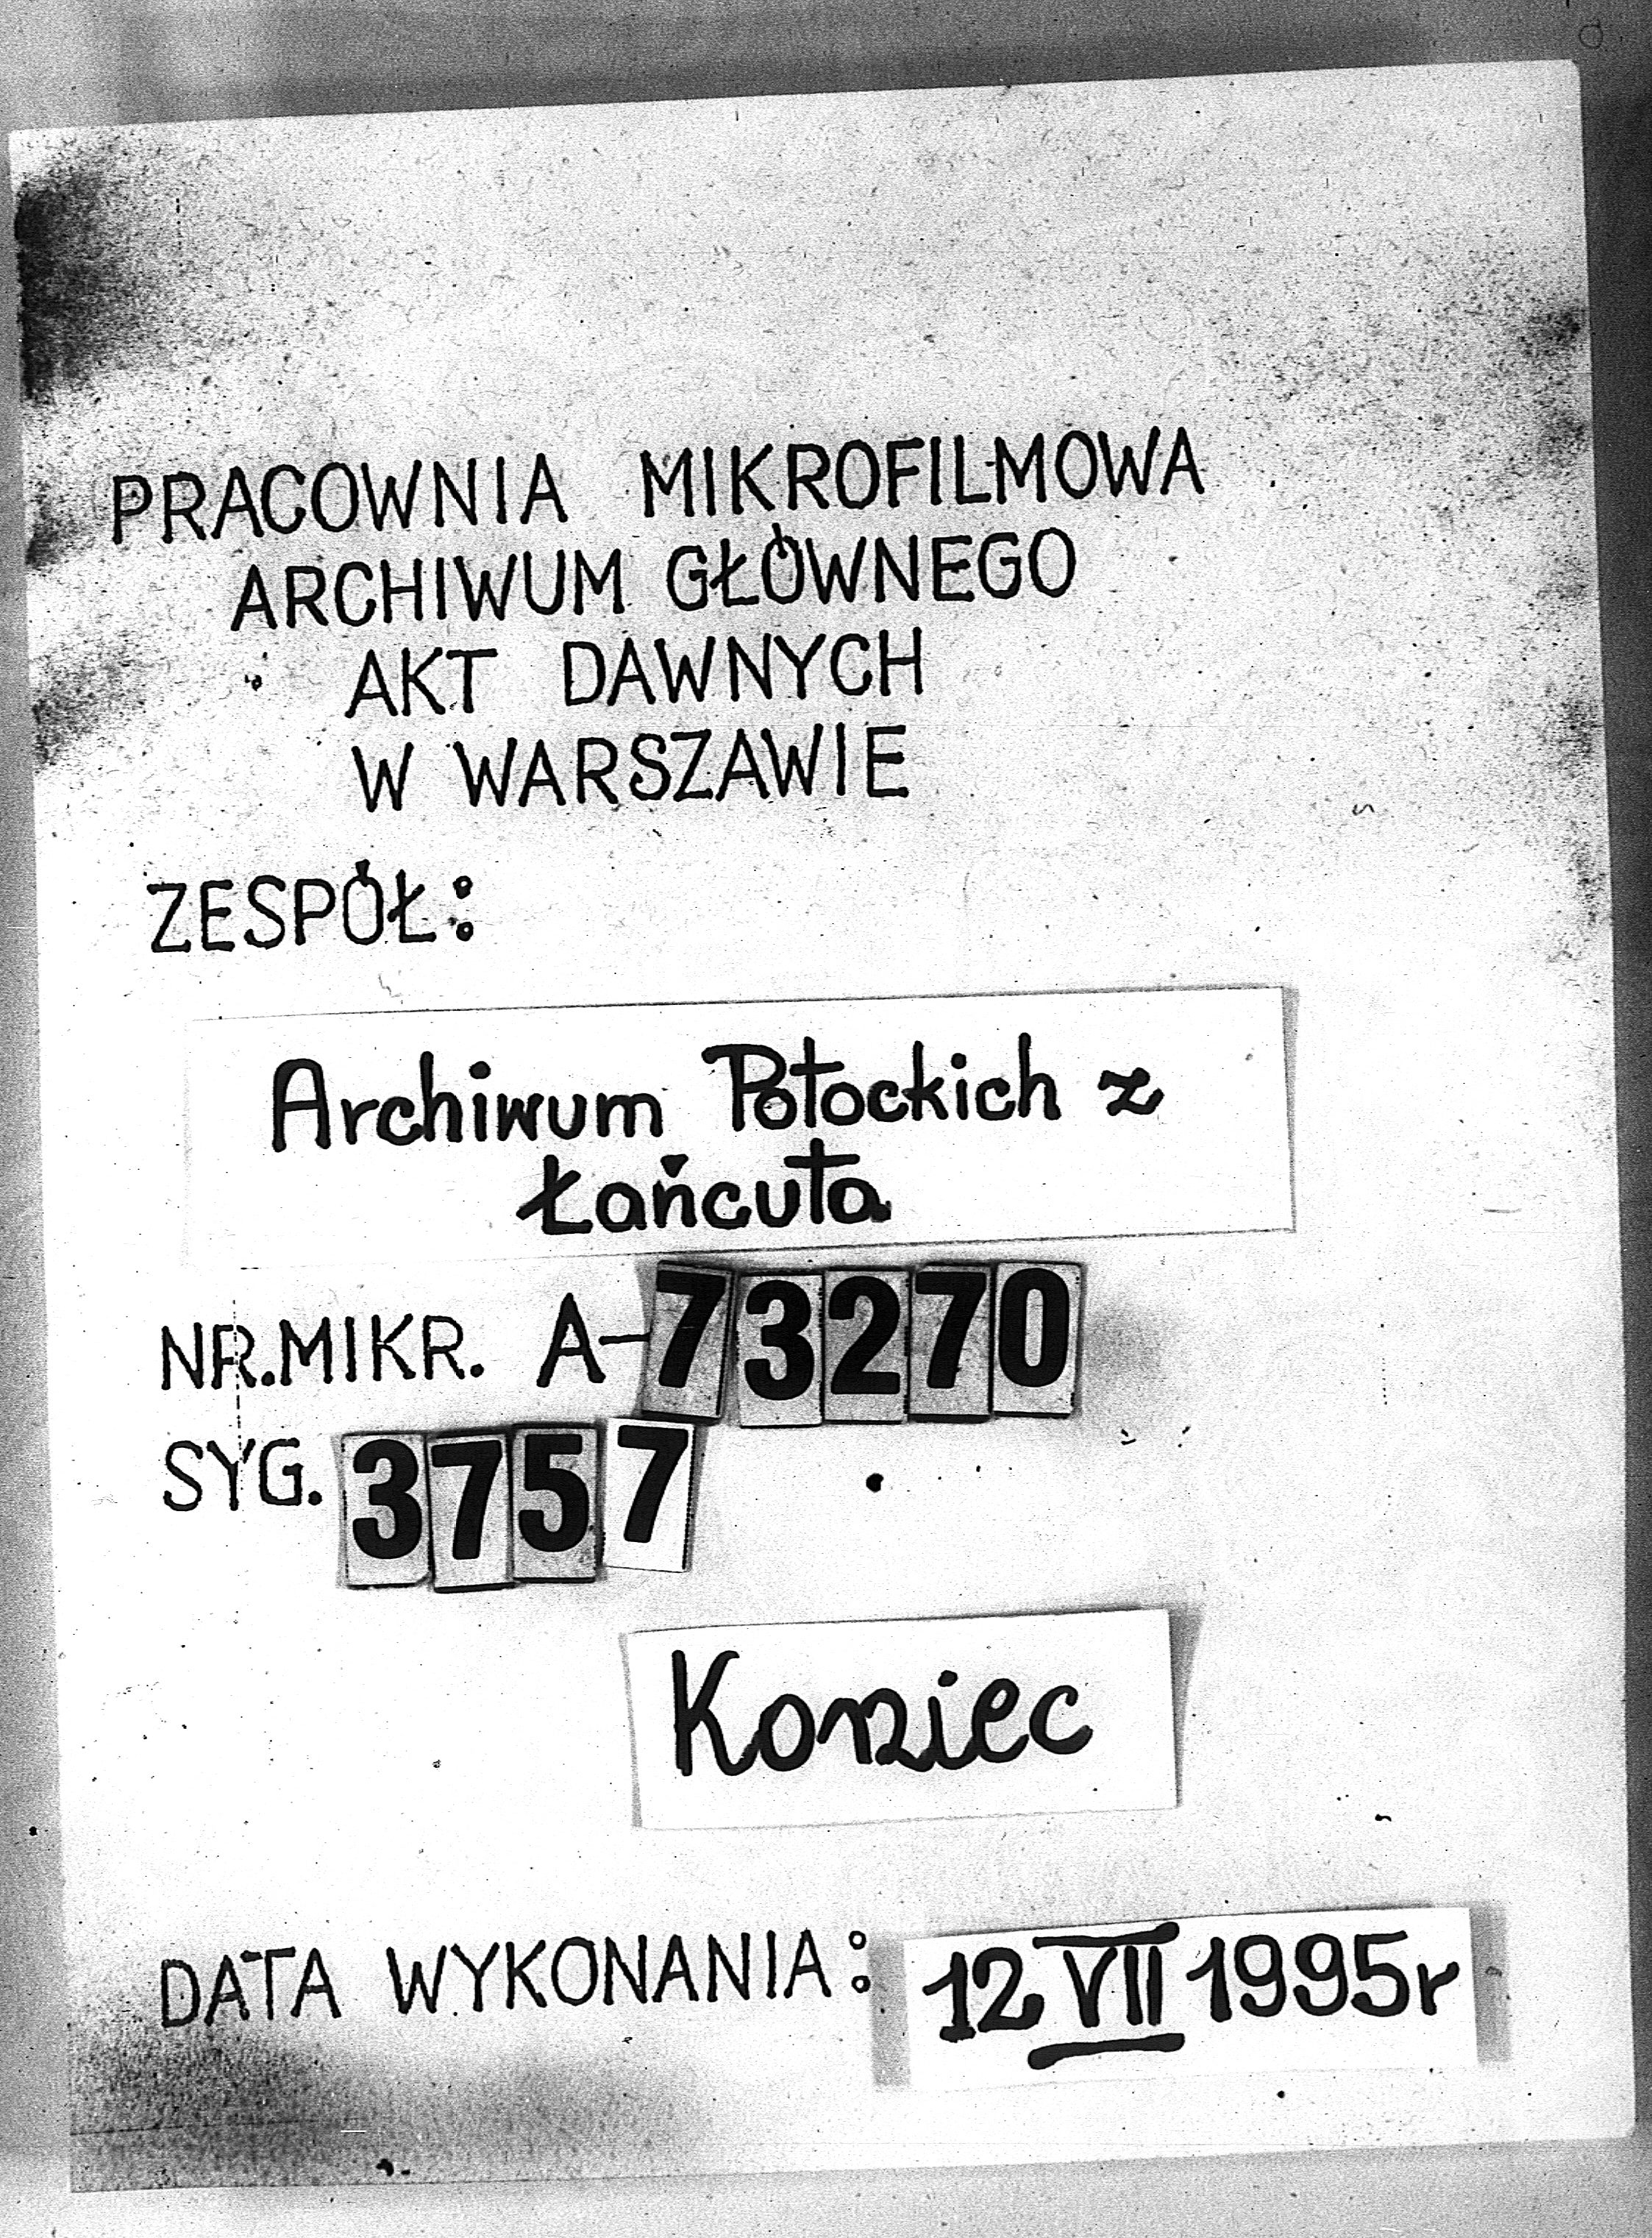 PRACOWNIA MIKROFILMOWA
ARCHIWUM GŁÓWNEGO
AKT DAWNYCH
W WARSZAWIE
ZESPÓŁ:
Archiwum Potockich z
Łańcuta
NR.MIKR. A-73270
SYG. 3757
Koniec
DATA WYKONANIA: 12 VII 1995r